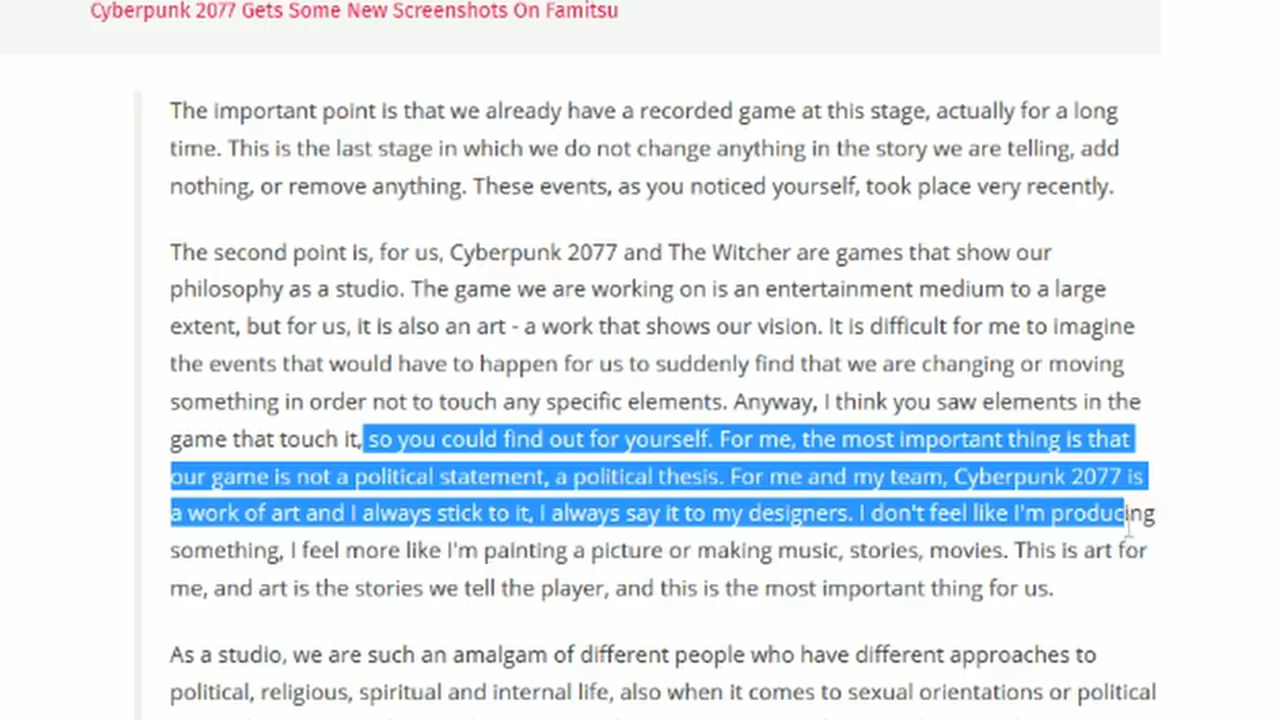 Cyberpunk 2077 Gets Some New Screenshots On Famitsu
The important point is that we already have a recorded game at this stage, actually for a long
time. This is the last stage in which we do not change anything in the story we are telling, add
nothing, or remove anything. These events, as you noticed yourself, took place very recently.
The second point is, for us, Cyberpunk 2077 and The Witcher are games that show our
philosophy as a studio. The game we are working on is an entertainment medium to a large
extent, but for us, it is also an art - a work that shows our vision. It is difficult for me to imagine
the events that would have to happen for us to suddenly find that we are changing or moving
something in order not to touch any specific elements. Anyway, I think you saw elements in the
game that touch it, so you could find out for yourself. For me, the most important thing is that
our game is not a political statement, a political thesis. For me and my team, Cyberpunk 2077 is
a work of art and I always stick to it, I always say it to my designers. I don't feel like I'm producing
something, I feel more like I'm painting a picture or making music, stories, movies. This is art for
me, and art is the stories we tell the player, and this is the most important thing for us.
As a studio, we are such an amalgam of different people who have different approaches to
political, religious, spiritual and internal life, also when it comes to sexual orientations or political